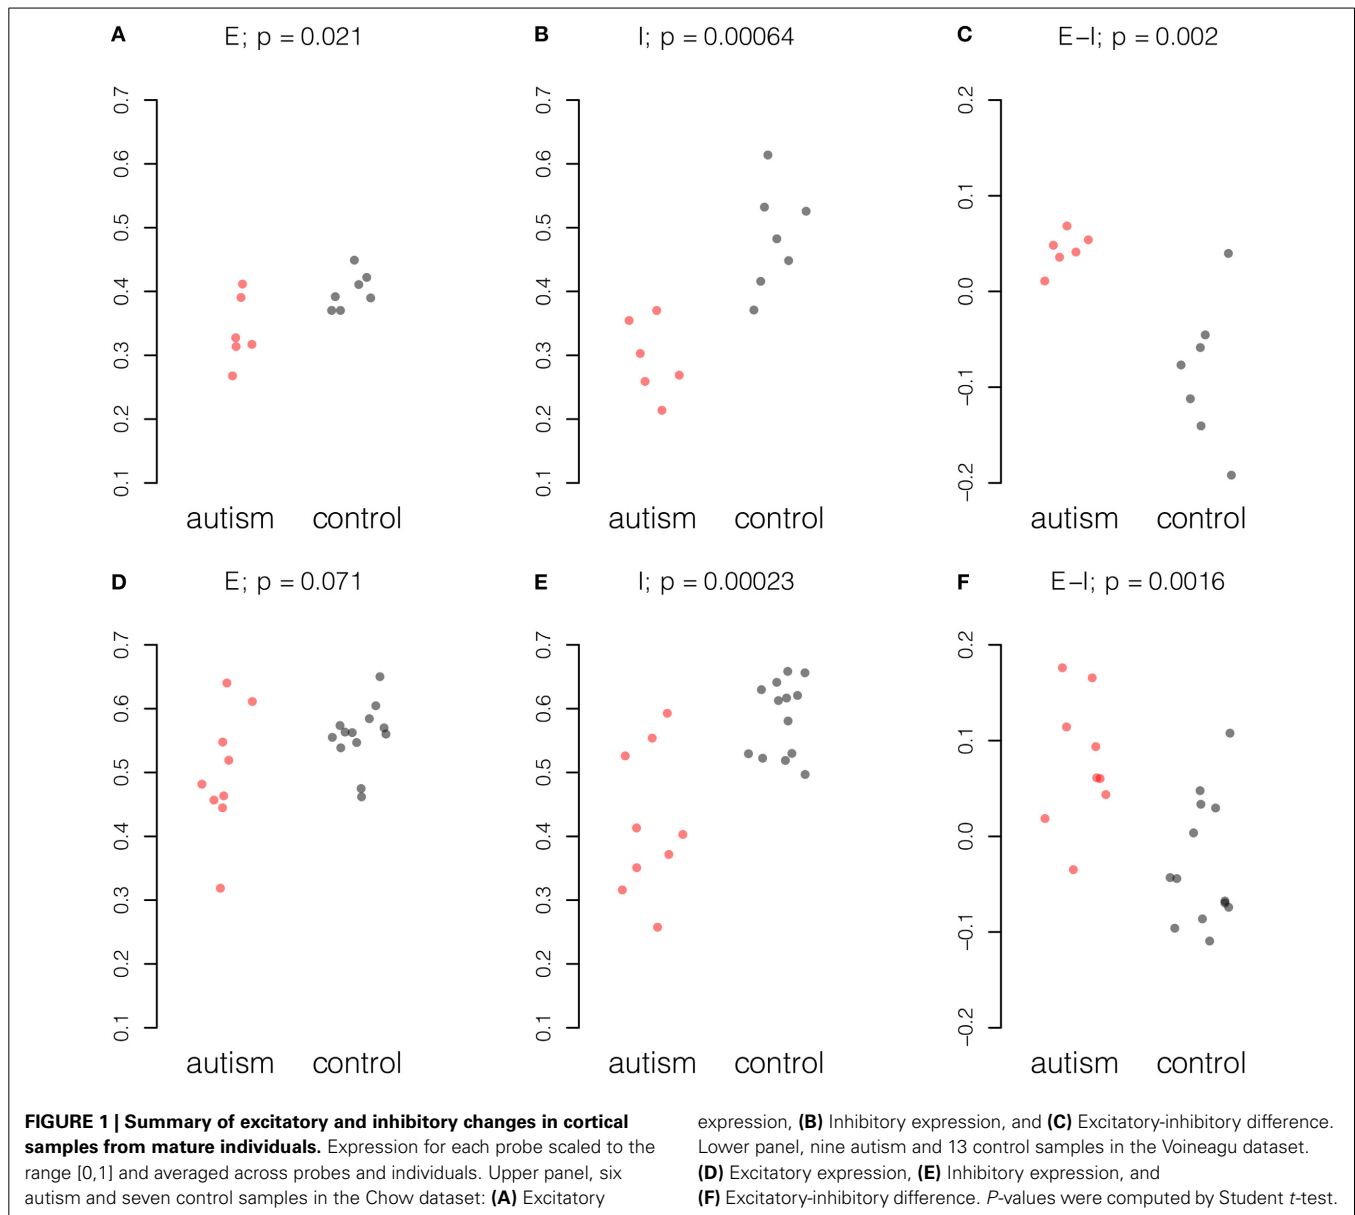 A E; p = 0.021
0.7
0.6
0.5
0.4
0.3
0.2
0.1
autism control
B I; p = 0.00064
0.7
0.6
0.5
0.4
0.3
0.2
0.1
autism control
C E–I; p = 0.002
0.2
0.1
0.0
−0.1
−0.2
autism control
D E; p = 0.071
0.7
0.6
0.5
0.4
0.3
0.2
0.1
autism control
E I; p = 0.00023
0.7
0.6
0.5
0.4
0.3
0.2
0.1
autism control
F E–I; p = 0.0016
0.2
0.1
0.0
−0.1
−0.2
autism control
FIGURE 1 | Summary of excitatory and inhibitory changes in cortical
samples from mature individuals. Expression for each probe scaled to the
range [0,1] and averaged across probes and individuals. Upper panel, six
autism and seven control samples in the Chow dataset: (A) Excitatory
expression, (B) Inhibitory expression, and (C) Excitatory-inhibitory difference.
Lower panel, nine autism and 13 control samples in the Voineagu dataset.
(D) Excitatory expression, (E) Inhibitory expression, and
(F) Excitatory-inhibitory difference. P-values were computed by Student t-test.